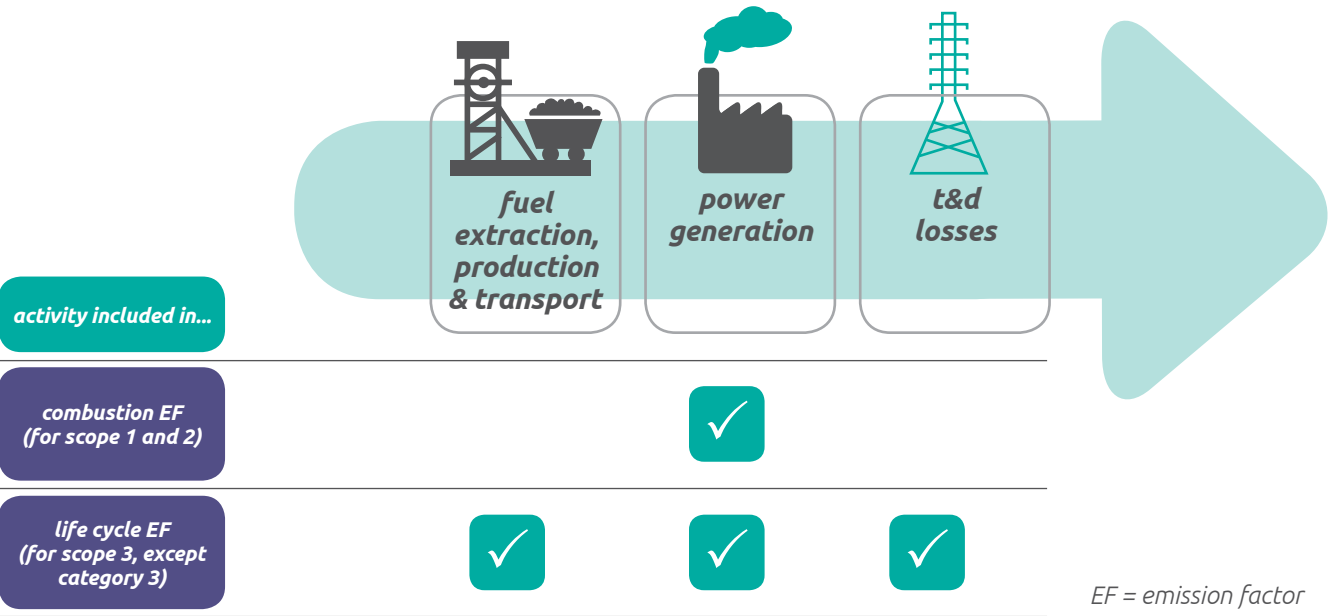 fuel
extraction,
production
& transport
power
generation
t&d
losses
activity included in...
combustion EF
(for scope 1 and 2)
life cycle EF
(for scope 3, except
category 3)
EF = emission factor